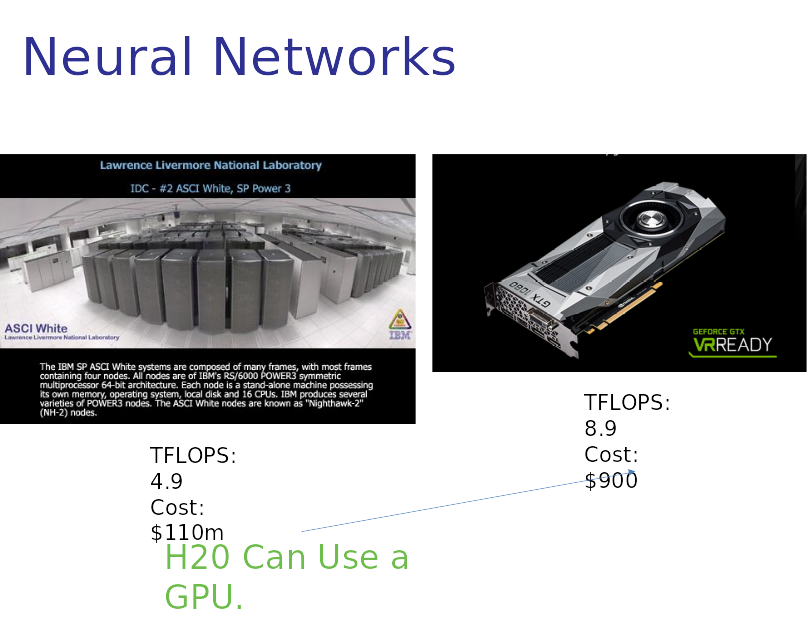 Neural Networks
Lawrence Livermore National Laboratory
IDC - #2 ASCI White, SP Power 3
ASCI White
Lawrence Livermore National Laboratory
IBM
The IBM SP ASCI White systems are composed of many frames, with most frames
containing four nodes. All nodes are of IBM's RS/6000 POWER3 symmetric
multiprocessor 64-bit architecture. Each node is a stand-alone machine possessing
its own memory, operating system, local disk and 16 CPUs. IBM produces several
varieties of POWER3 nodes. The ASCI White nodes are known as "Nighthawk-2"
(NH-2) nodes.
GTX 1080
GEFORCE GTX
VRREADY
TFLOPS:
8.9
Cost:
$900
TFLOPS:
4.9
Cost:
$110m
H20 Can Use a
GPU.